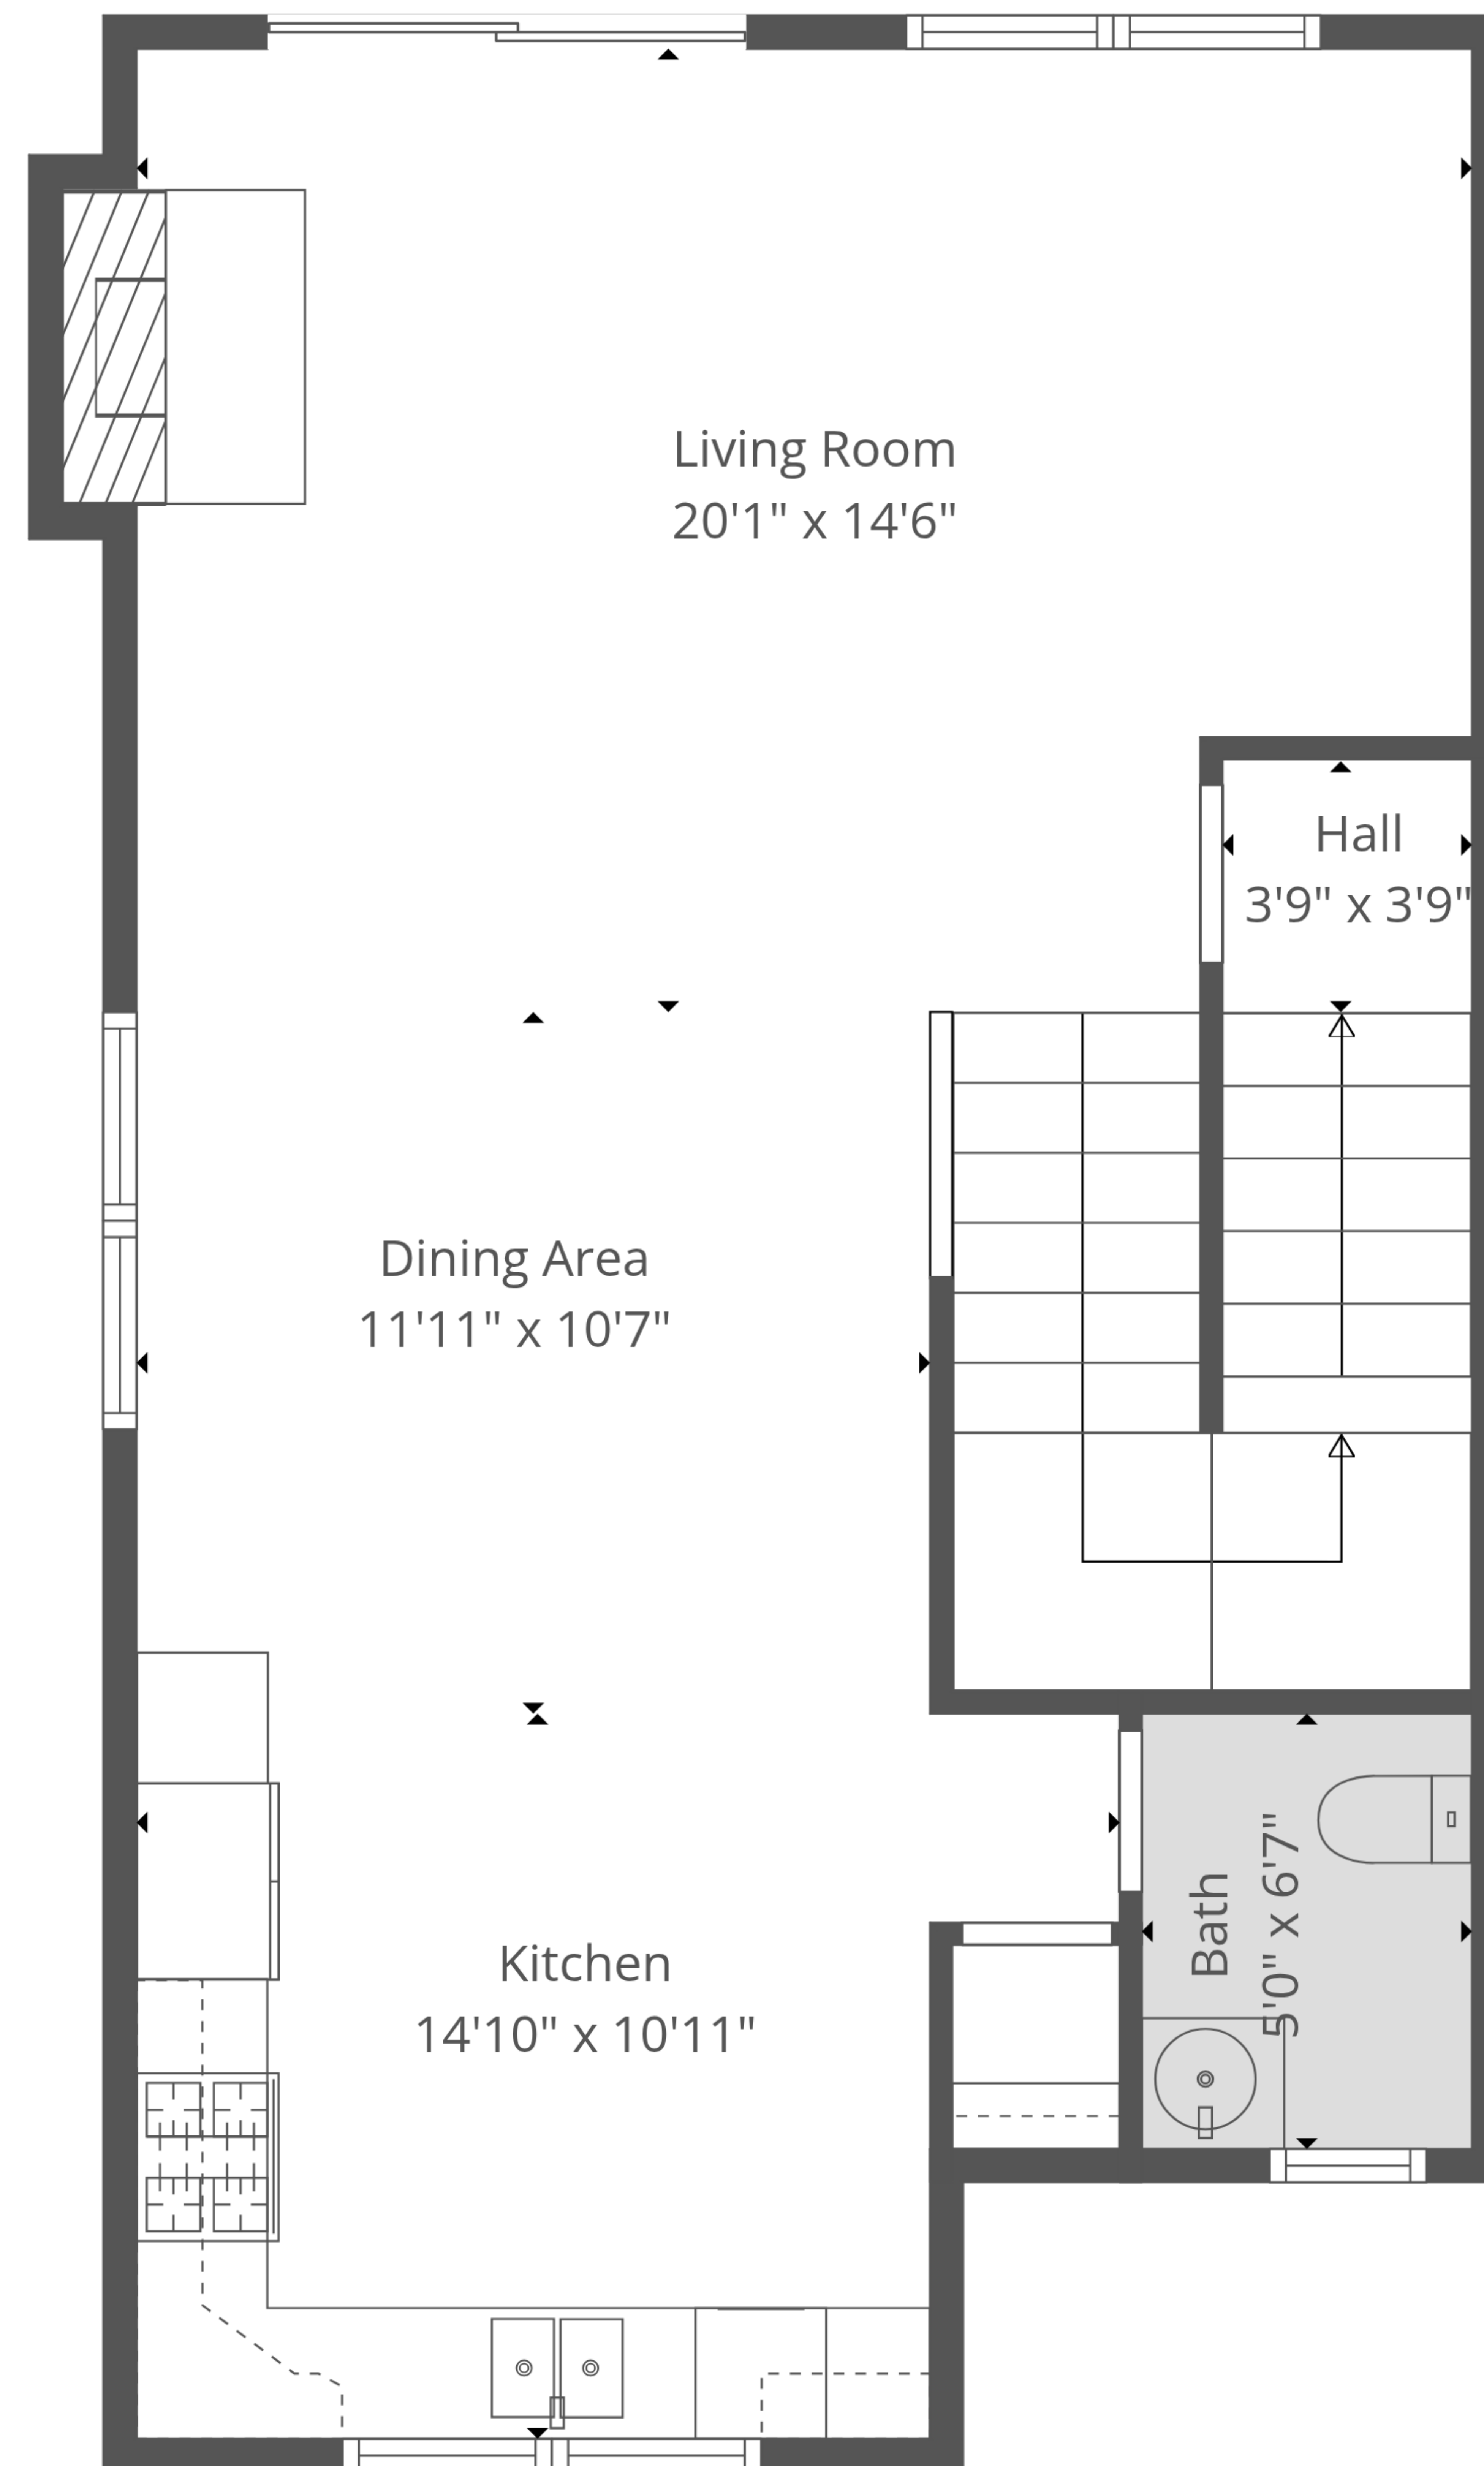 Living Room
20'1" x 14'6"
Hall
3'9" x 3'9"
Dining Area
11'11" x 10'7"
Kitchen
14'10" x 10'11"
Bath
5'0" x 6'7"